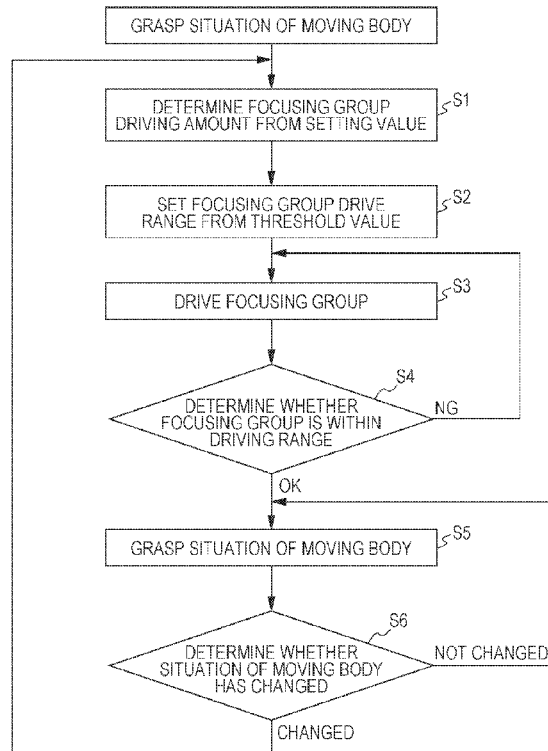 GRASP SITUATION OF MOVING BODY
S1
DETERMINE FOCUSING GROUP
DRIVING AMOUNT FROM SETTING VALUE
S2
SET FOCUSING GROUP DRIVE
RANGE FROM THRESHOLD VALUE
S3
DRIVE FOCUSING GROUP
S4
DETERMINE WHETHER
FOCUSING GROUP IS WITHIN
DRIVING RANGE
NG
OK
S5
GRASP SITUATION OF MOVING BODY
S6
DETERMINE WHETHER
SITUATION OF MOVING BODY
HAS CHANGED
NOT CHANGED
CHANGED